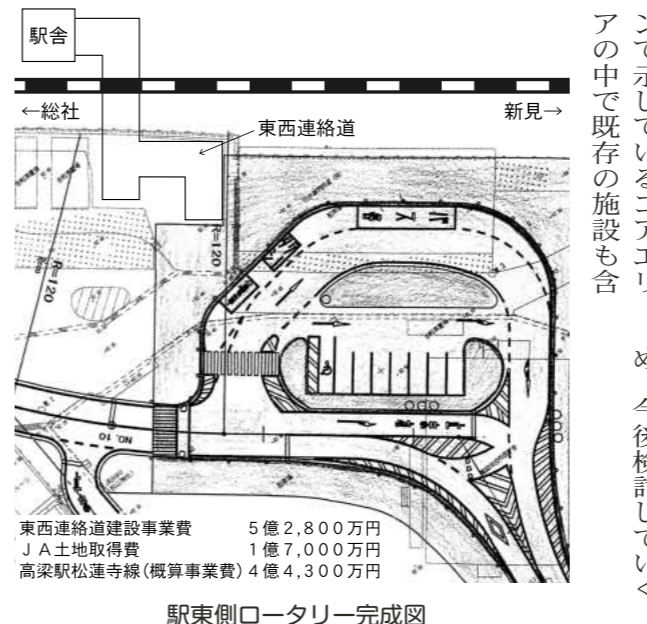 ンで示しているコアエリ
アの中で既存の施設も含
め、今後検討していく
駅舎
←総社
新見→
東西連絡道
R=120
R=120
NO.10
東西連絡道建設事業費 5億2,800万円
JA土地取得費 1億7,000万円
高梁駅松蓮寺線(概算事業費) 4億4,300万円
駅東側ロータリー完成図